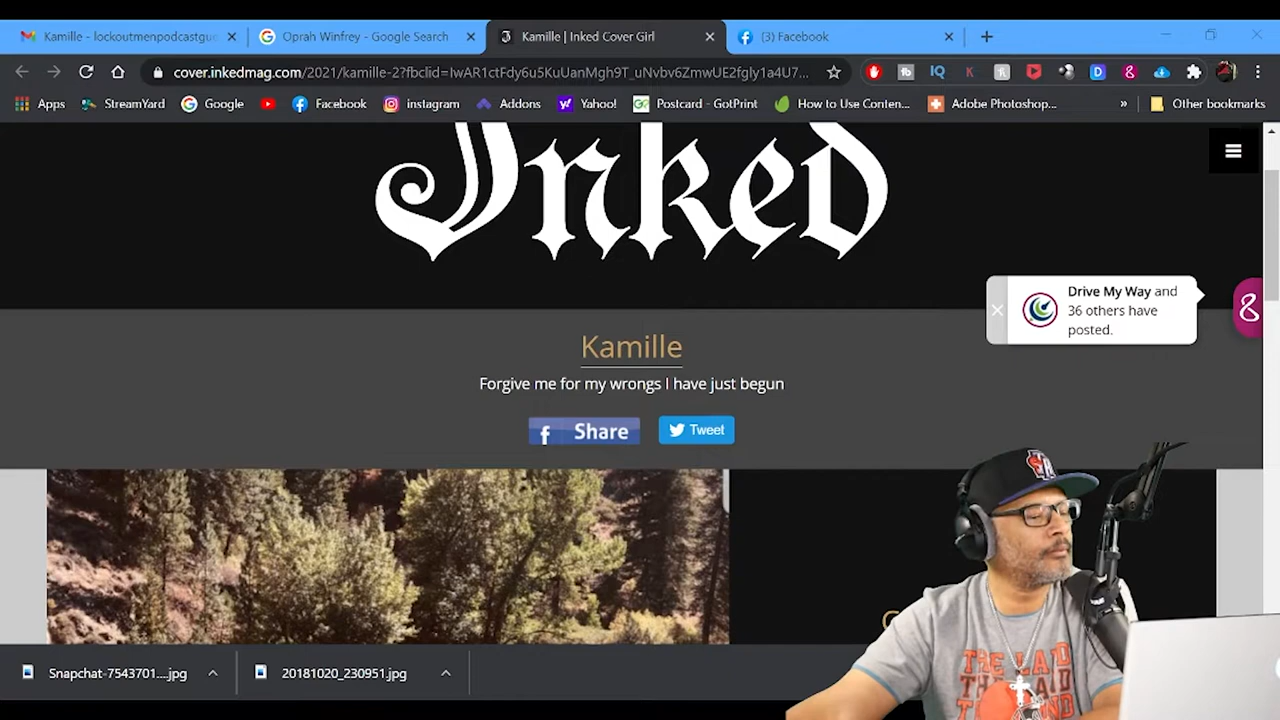 Kamille - lockoutmenpodcastgue
Oprah Winfrey - Google Search
Kamille | Inked Cover Girl
(3) Facebook
cover.inkedmag.com/2021/kamille-2?fbclid=IwAR1ctFdy6u5KuUanMgh9T_uNvbv6ZmwUE2fgly1a4U7...
Apps
StreamYard
Google
Facebook
instagram
Addons
Yahoo!
Postcard - GotPrint
How to Use Conten...
Adobe Photoshop...
»
Other bookmarks
Inked
Drive My Way and
36 others have
posted.
Kamille
Forgive me for my wrongs I have just begun
Share
Tweet
Snapchat-7543701....jpg
20181020_230951.jpg